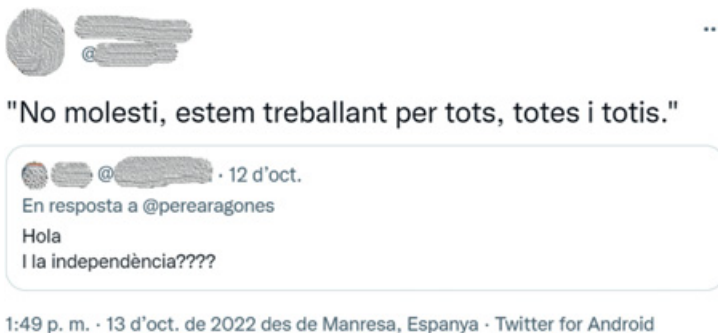 @
"No molesti, estem treballant per tots, totes i totis."
@ · 12 d'oct.
En resposta a @perearagones
Hola
I la independència????
1:49 p. m. · 13 d'oct. de 2022 des de Manresa, Espanya · Twitter for Android